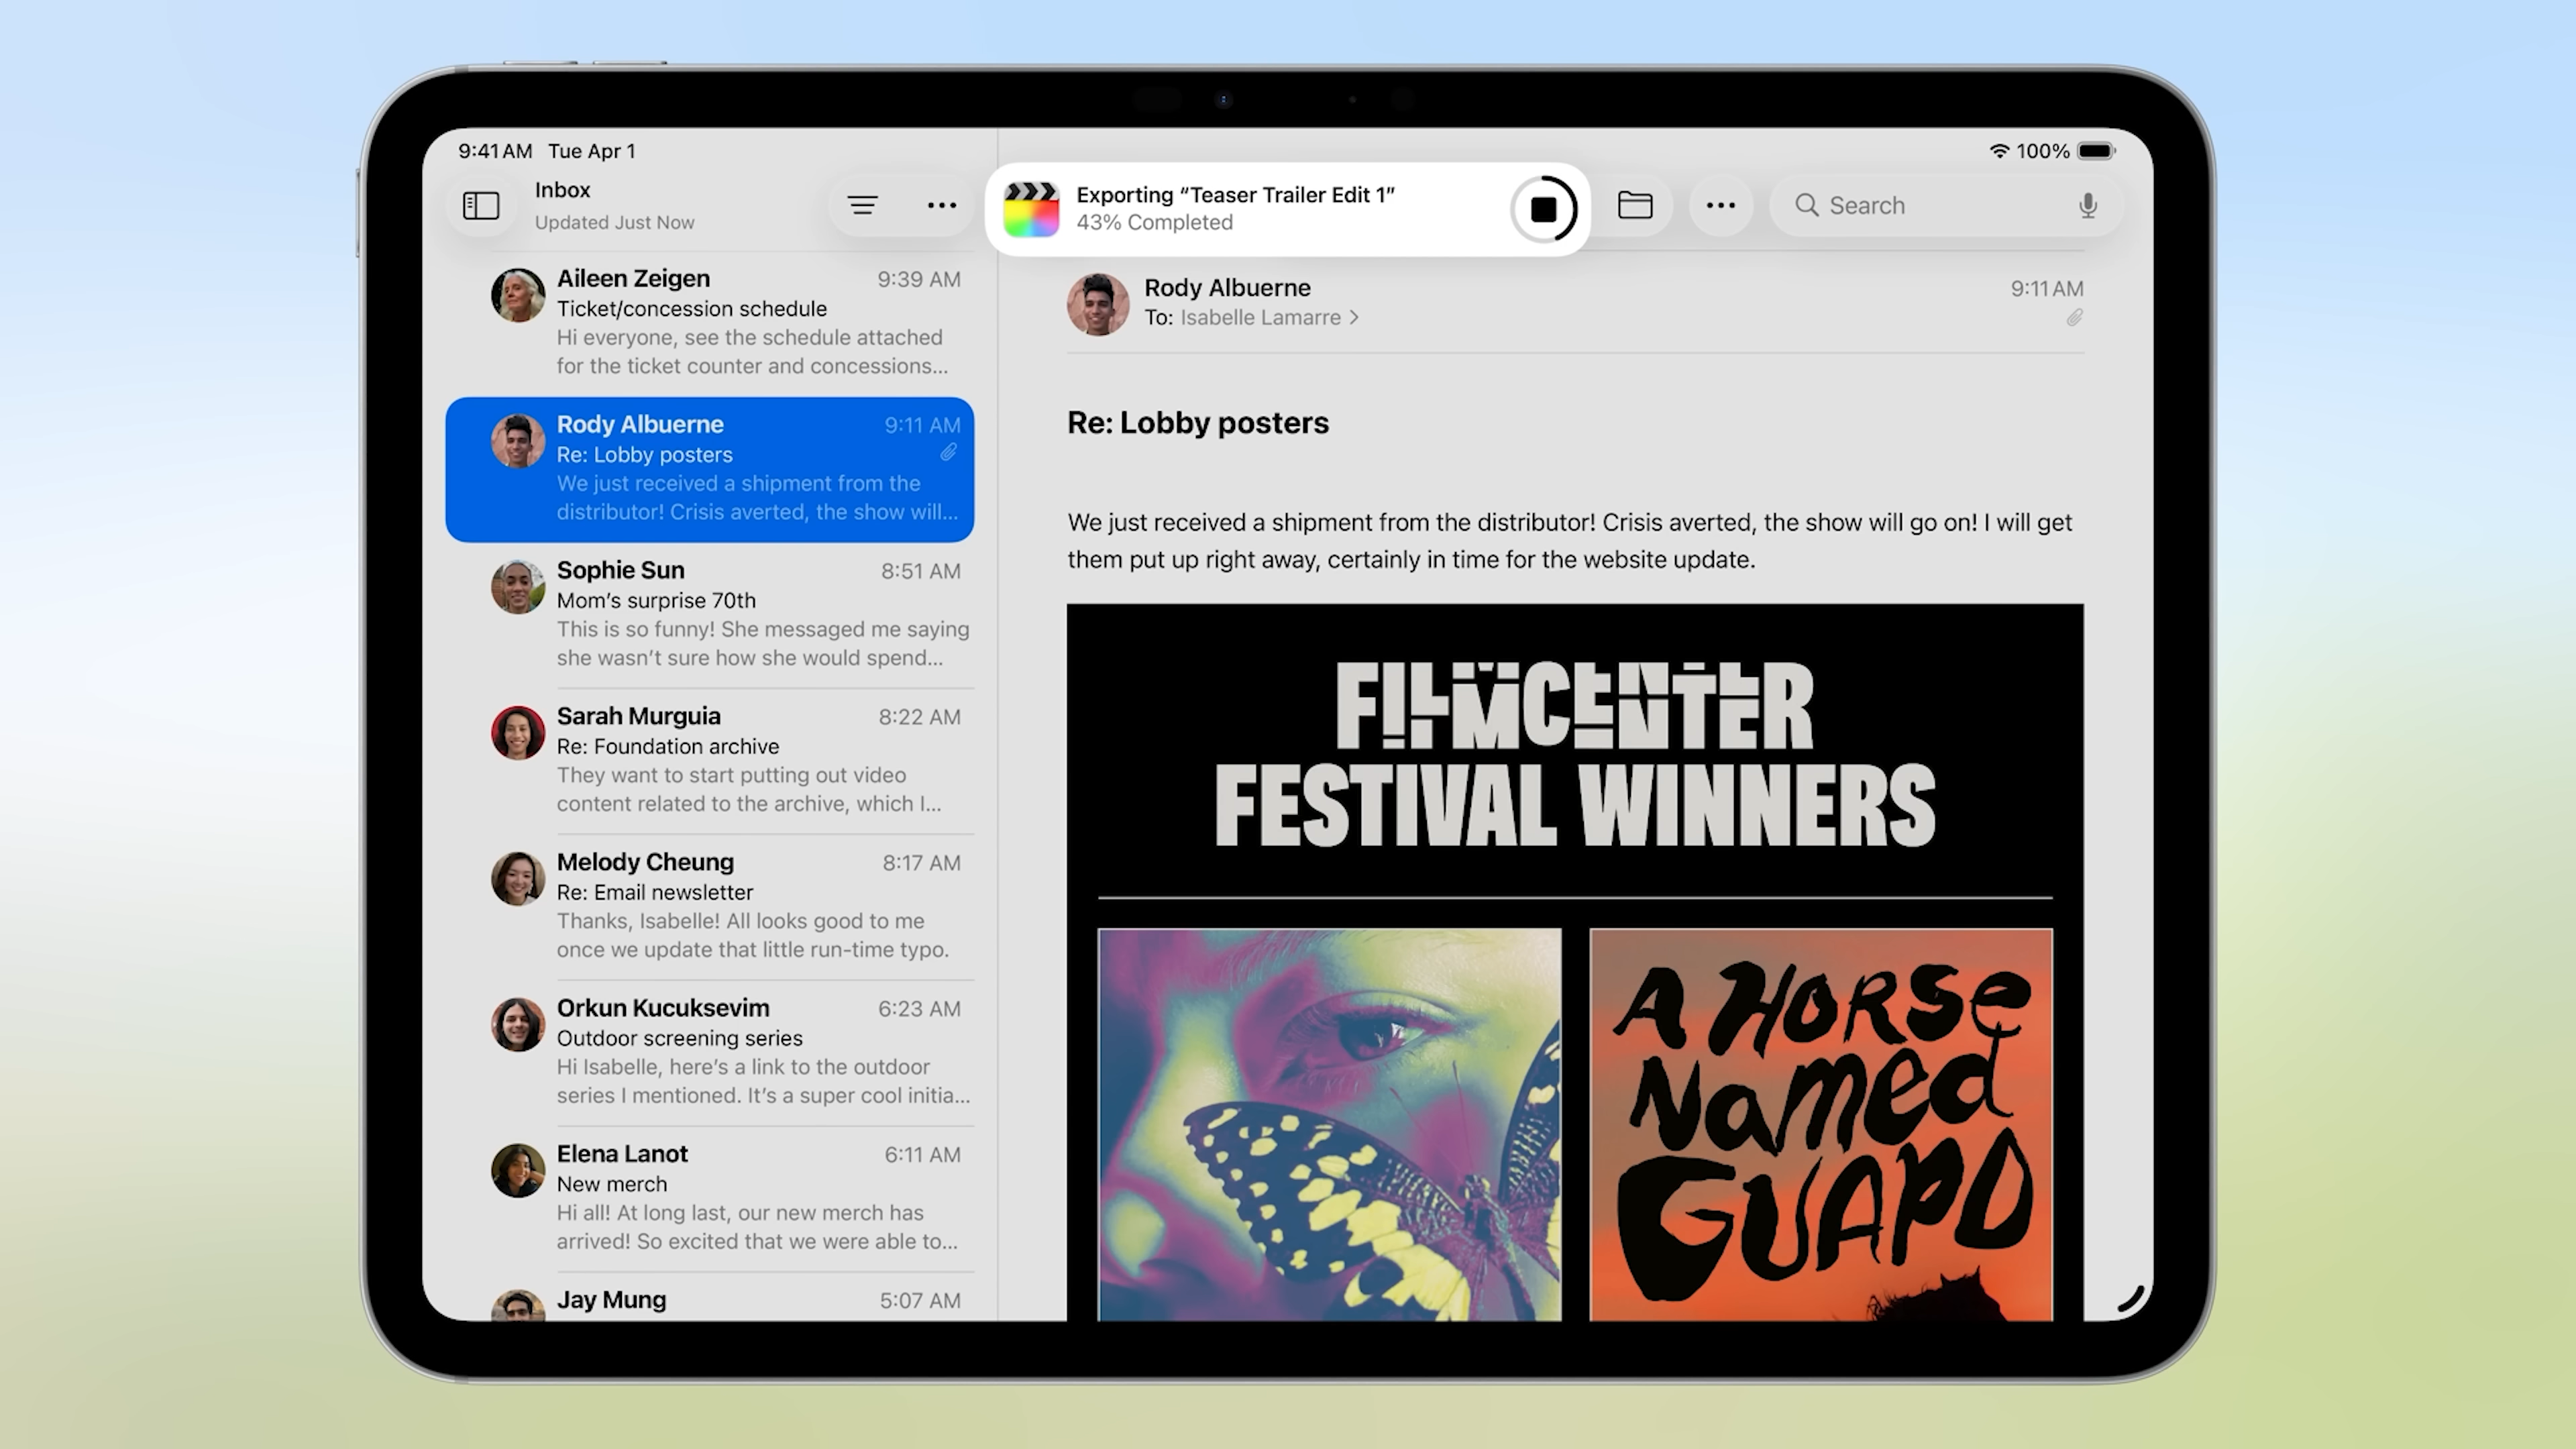 9:41 AM Tue Apr 1
100%
Inbox
Updated Just Now
Exporting “Teaser Trailer Edit 1”
43% Completed
Search
Aileen Zeigen
9:39 AM
Ticket/concession schedule
Hi everyone, see the schedule attached
for the ticket counter and concessions...
Rody Albuerne
9:11 AM
Re: Lobby posters
We just received a shipment from the
distributor! Crisis averted, the show will...
Sophie Sun
8:51 AM
Mom’s surprise 70th
This is so funny! She messaged me saying
she wasn’t sure how she would spend...
Sarah Murguia
8:22 AM
Re: Foundation archive
They want to start putting out video
content related to the archive, which I...
Melody Cheung
8:17 AM
Re: Email newsletter
Thanks, Isabelle! All looks good to me
once we update that little run-time typo.
Orkun Kucuksevim
6:23 AM
Outdoor screening series
Hi Isabelle, here’s a link to the outdoor
series I mentioned. It’s a super cool initia...
Elena Lanot
6:11 AM
New merch
Hi all! At long last, our new merch has
arrived! So excited that we were able to...
Jay Mung
5:07 AM
Rody Albuerne
9:11 AM
To: Isabelle Lamarre >
Re: Lobby posters
We just received a shipment from the distributor! Crisis averted, the show will go on! I will get
them put up right away, certainly in time for the website update.
FILMCENTER
FESTIVAL WINNERS
A HORSe
NaMed
GUAPO